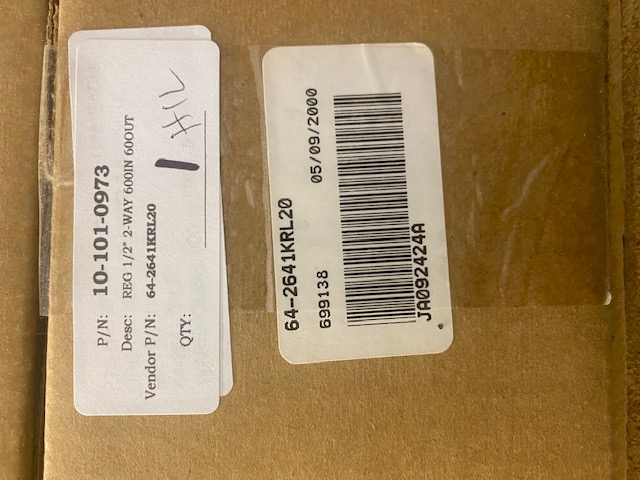 P/N: 10-101-0973
Desc: REG 1/2" 2-WAY 600IN 60OUT
Vendor P/N: 64-2641KRL20
QTY: 1
64-2641KRL20
699138 05/09/2000
JA092424A